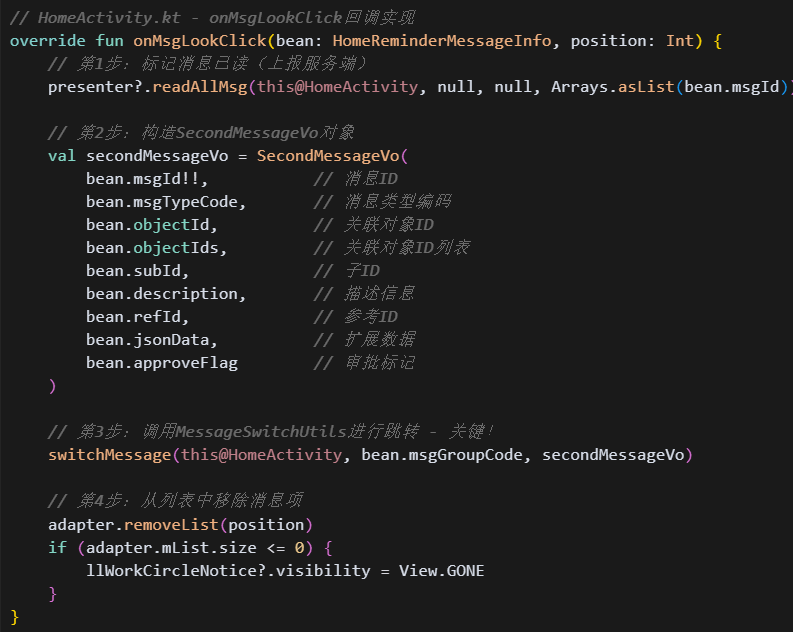 // HomeActivity.kt - onMsgLookClick回调实现
override fun onMsgLookClick(bean: HomeReminderMessageInfo, position: Int) {
    // 第1步: 标记消息已读（上报服务端）
    presenter?.readAllMsg(this@HomeActivity, null, null, Arrays.asList(bean.msgId))

    // 第2步: 构造SecondMessageVo对象
    val secondMessageVo = SecondMessageVo(
        bean.msgId!!,           // 消息ID
        bean.msgTypeCode,       // 消息类型编码
        bean.objectId,          // 关联对象ID
        bean.objectIds,         // 关联对象ID列表
        bean.subId,             // 子ID
        bean.description,       // 描述信息
        bean.refId,             // 参考ID
        bean.jsonData,          // 扩展数据
        bean.approveFlag        // 审批标记
    )

    // 第3步: 调用MessageSwitchUtils进行跳转 - 关键!
    switchMessage(this@HomeActivity, bean.msgGroupCode, secondMessageVo)

    // 第4步: 从列表中移除消息项
    adapter.removeList(position)
    if (adapter.mList.size <= 0) {
        llWorkCircleNotice?.visibility = View.GONE
    }
}